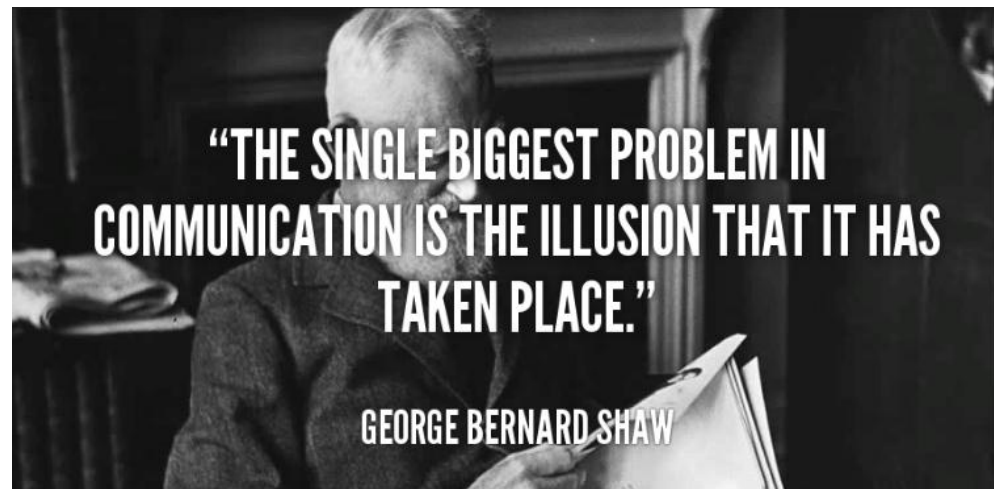 “THE SINGLE BIGGEST PROBLEM IN
COMMUNICATION IS THE ILLUSION THAT IT HAS
TAKEN PLACE.”
GEORGE BERNARD SHAW